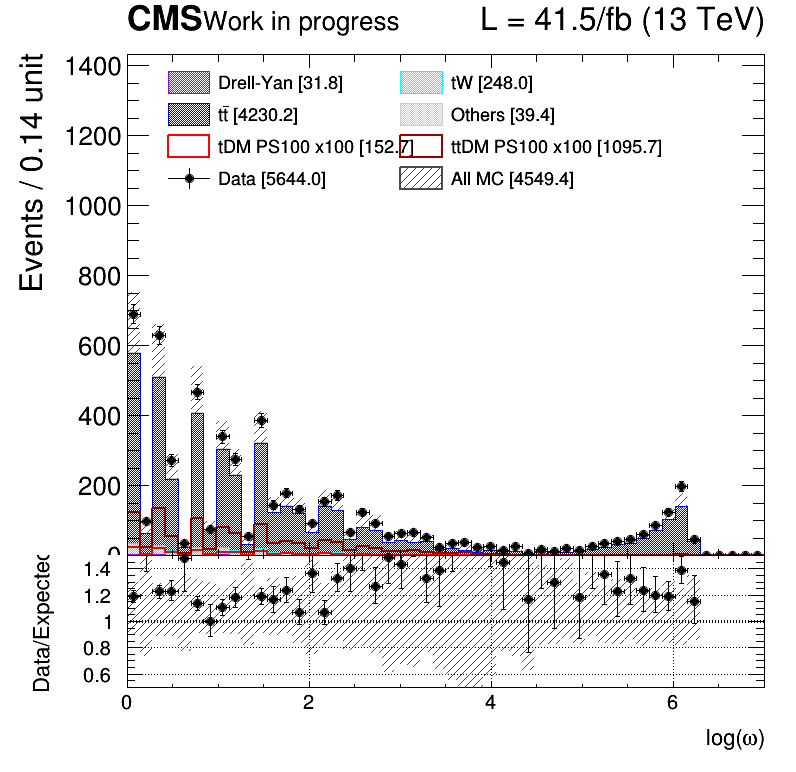 CMS Work in progress L = 41.5/fb (13 TeV)
Events / 0.14 unit
1400
1200
1000
800
600
400
200
0
Drell-Yan [31.8] tW [248.0]
tt̄ [4230.2] Others [39.4]
tDM PS100 x100 [152.7] ttDM PS100 x100 [1095.7]
Data [5644.0] All MC [4549.4]
Data/Expected
1.4
1.2
1
0.8
0.6
0 2 4 6
log(ω)